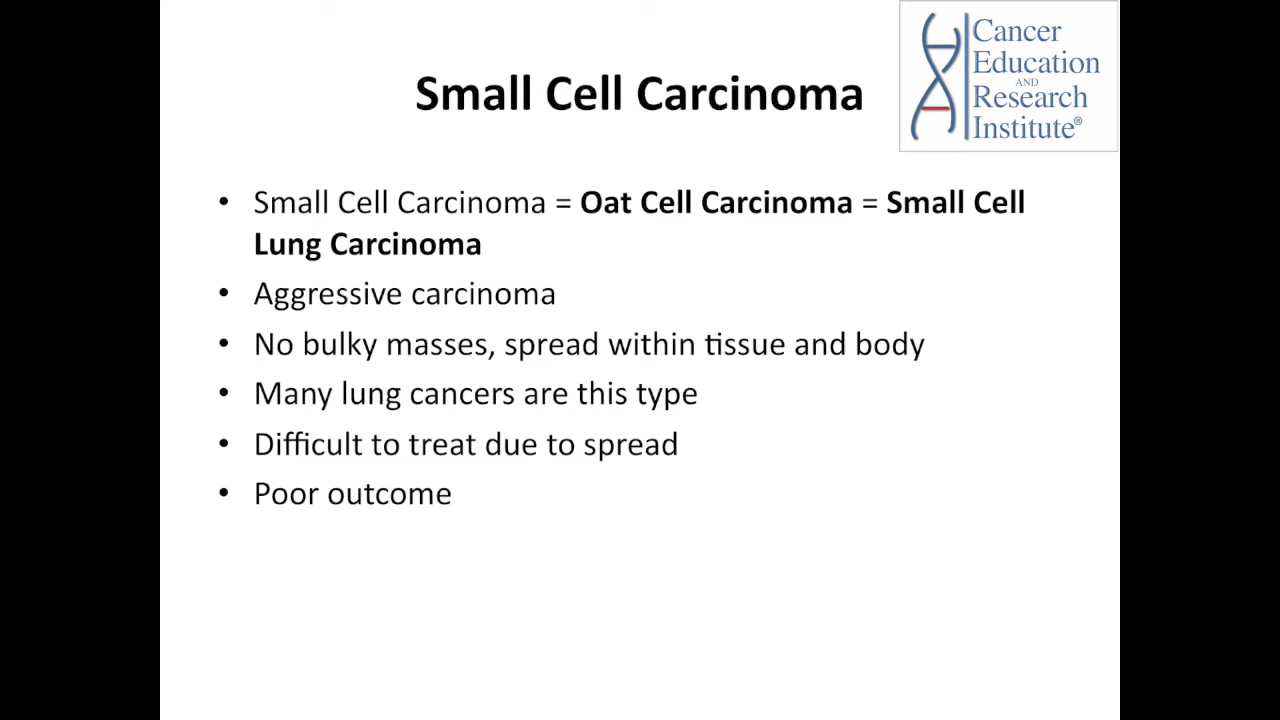 Cancer
Education
AND
Research
Institute®
Small Cell Carcinoma
• Small Cell Carcinoma = Oat Cell Carcinoma = Small Cell
Lung Carcinoma
• Aggressive carcinoma
• No bulky masses, spread within tissue and body
• Many lung cancers are this type
• Difficult to treat due to spread
• Poor outcome